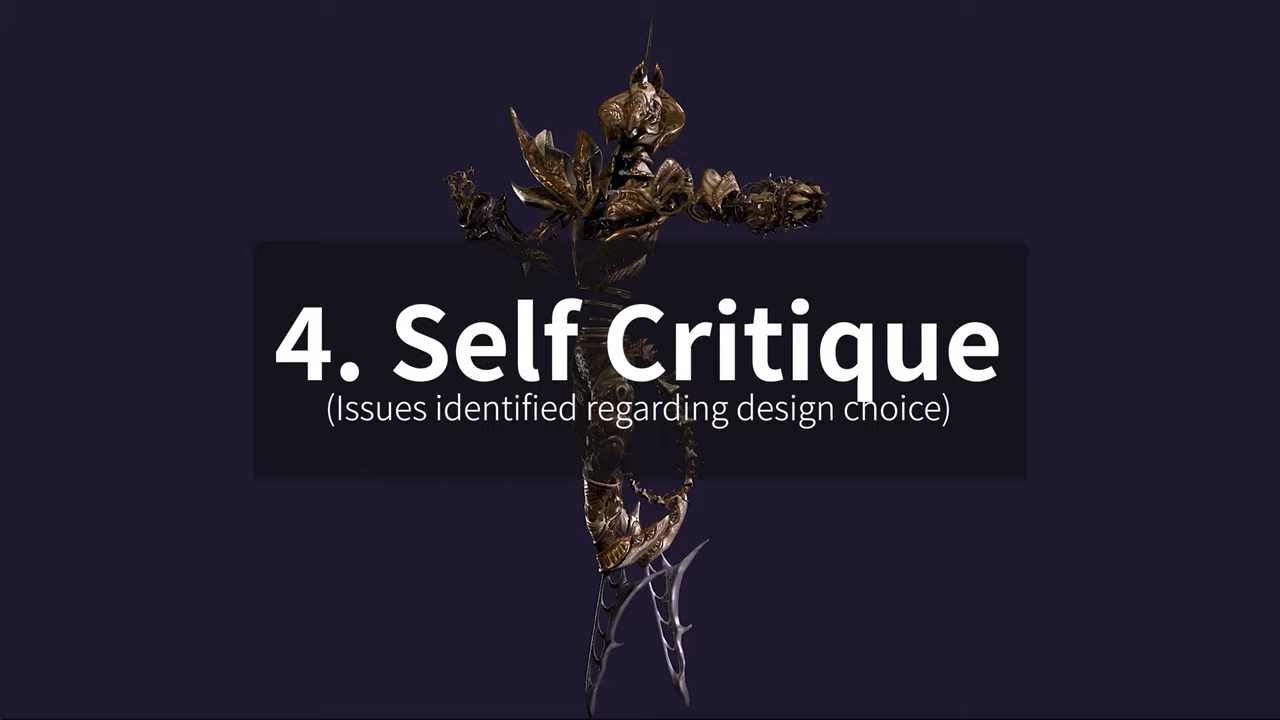 4. Self Critique
(Issues identified regarding design choice)